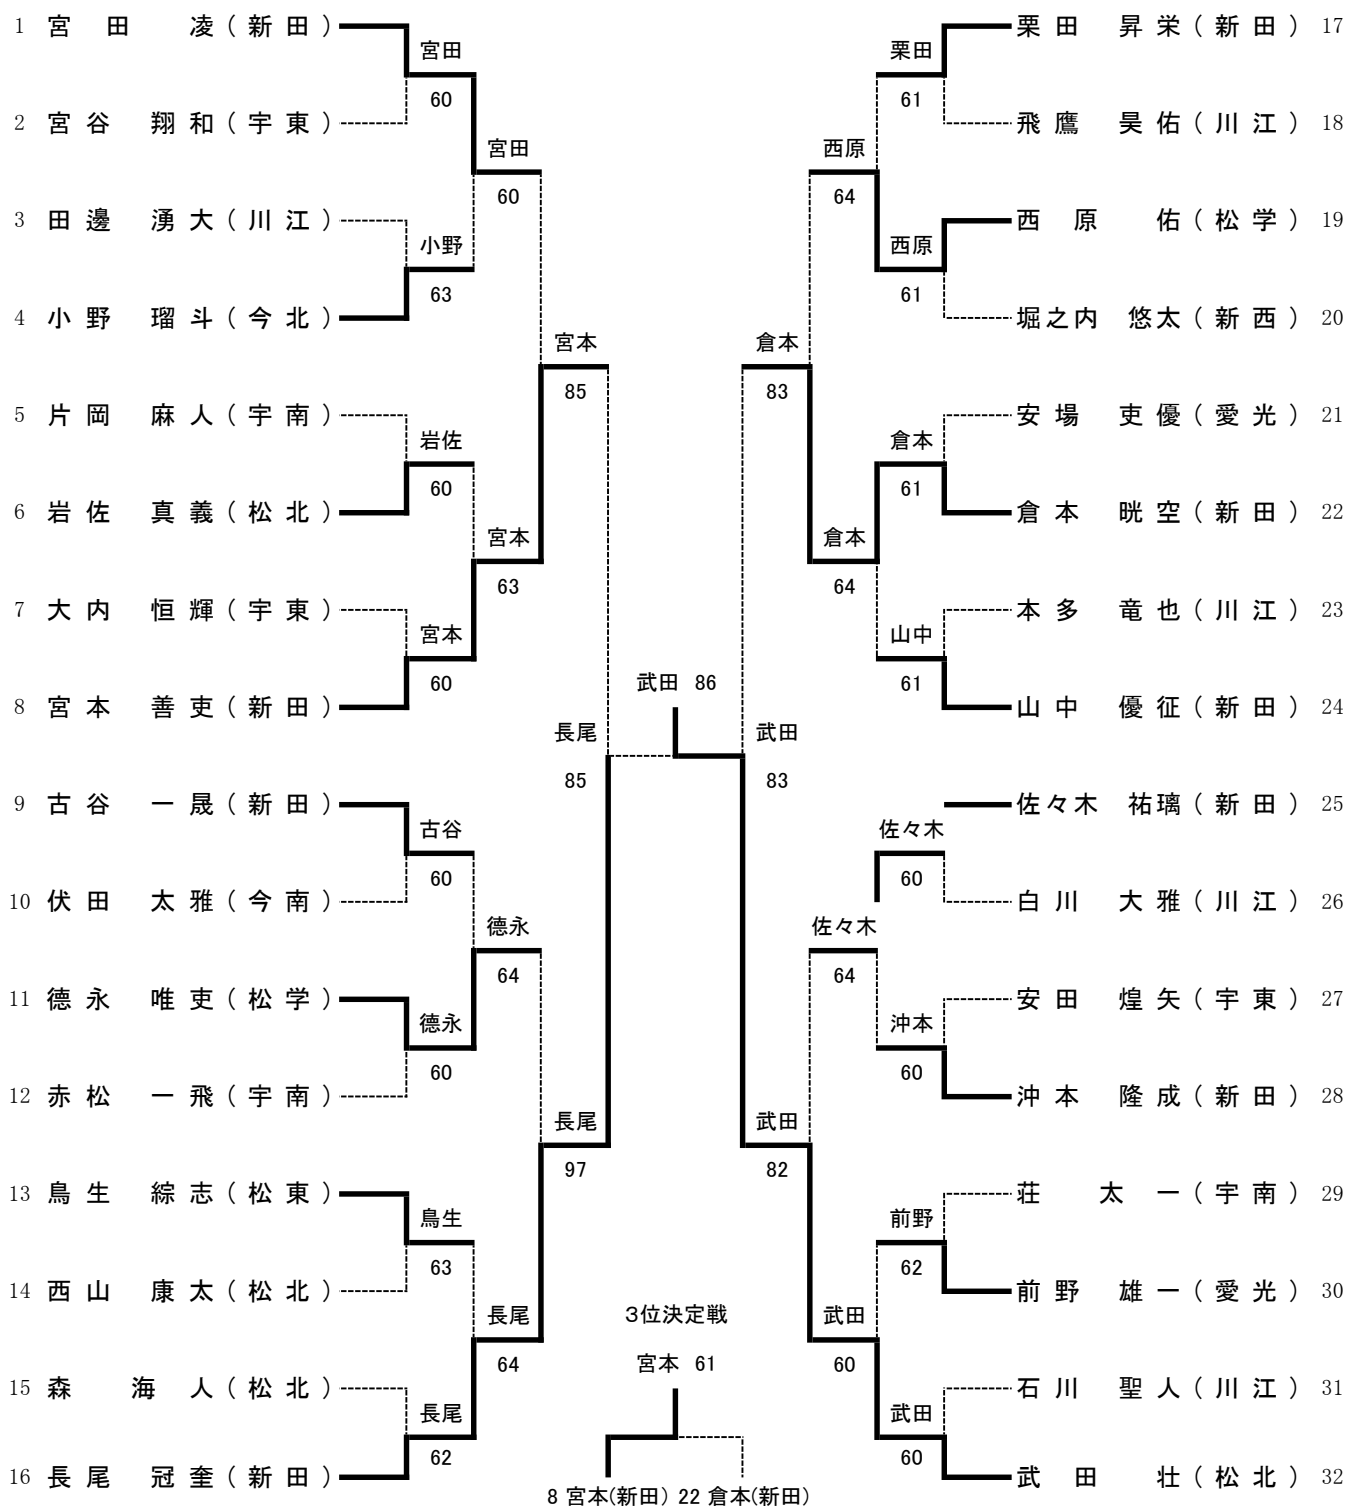 1 宮田 凌(新田)
宮田
60
2 宮谷 翔和(宇東)
宮田
60
3 田邊 湧大(川江)
小野
63
4 小野 瑠斗(今北)
宮本
85
5 片岡 麻人(宇南)
岩佐
60
6 岩佐 真義(松北)
宮本
63
7 大内 恒輝(宇東)
宮本
60
8 宮本 善吏(新田)
長尾
85
9 古谷 一晟(新田)
古谷
60
10 伏田 太雅(今南)
德永
64
11 德永 唯吏(松学)
德永
60
12 赤松 一飛(宇南)
長尾
97
13 鳥生 綜志(松東)
鳥生
63
14 西山 康太(松北)
長尾
64
15 森 海人(松北)
長尾
62
16 長尾 冠奎(新田)
武田 86
栗田 昇栄(新田) 17
栗田
61
飛鷹 昊佑(川江) 18
西原
64
西原 佑(松学) 19
西原
61
堀之内 悠太(新西) 20
倉本
83
安場 吏優(愛光) 21
倉本
61
倉本 晄空(新田) 22
倉本
64
本多 竜也(川江) 23
山中
61
山中 優征(新田) 24
武田
83
佐々木 祐璃(新田) 25
佐々木
60
白川 大雅(川江) 26
佐々木
64
安田 煌矢(宇東) 27
沖本
60
沖本 隆成(新田) 28
武田
82
荘 太一(宇南) 29
前野
62
前野 雄一(愛光) 30
武田
60
石川 聖人(川江) 31
武田
60
武田 壮(松北) 32
3位決定戦
宮本 61
8 宮本(新田) 22 倉本(新田)